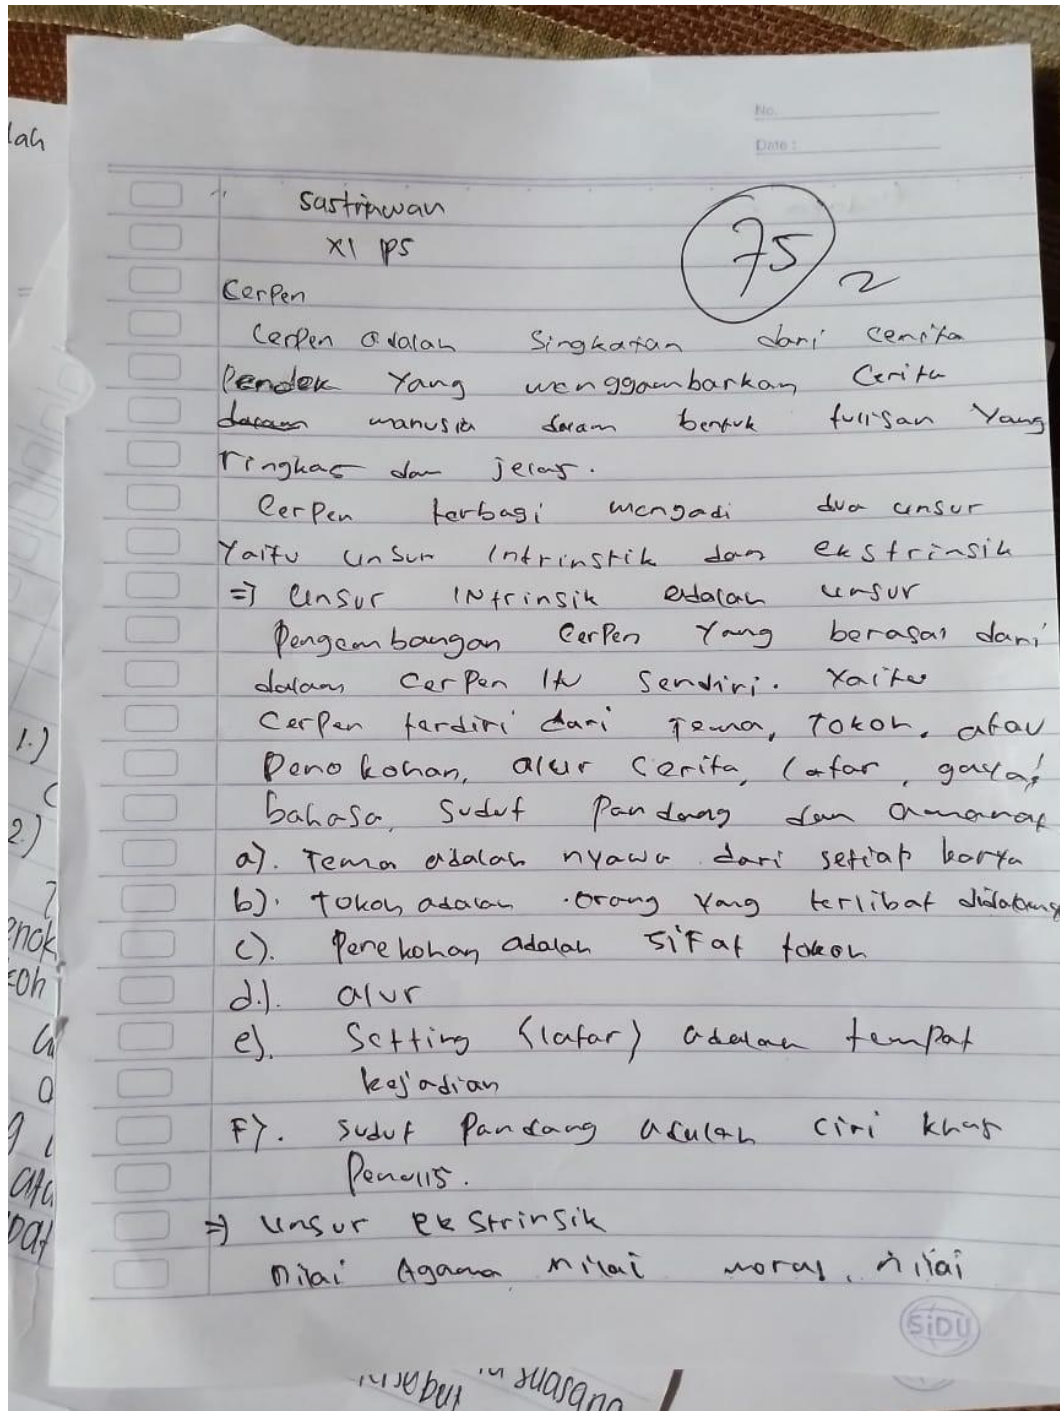 No.
Date :
Sastriawan
XI IPS
75
2
Cerpen
Cerpen adalah Singkatan dari cerita
Pendek Yang menggambarkan Cerita
manusia dalam bentuk tulisan Yang
ringkas dan jelas.
Cerpen terbagi mengadi dua unsur
Yaitu unsur Intrinstik dan ekstrinsik
=> Unsur INtrinsik adalah unsur
Pengembangan CerPen Yang berasal dari
dalam CerPen Itu Sendiri. Yaitu
Cerpen terdiri dari Tema, Tokoh, atau
Penokohan, alur Cerita, latar, gaya
bahasa, Sudut Pandang dan amanat
a). Tema adalah nyawa dari setiap karya
b). tokoh adalah orang Yang terlibat
c). Penekohan adalah SiFat tokoh
d.). alur
e). Setting (latar) adalah tempat
kejadian
F). Sudut Pandang adalah ciri khas
Penulis.
=> unsur ekstrinsik
nilai Agama, nilai moral, nilai
SiDU
lah
1.)
2.)
suasana